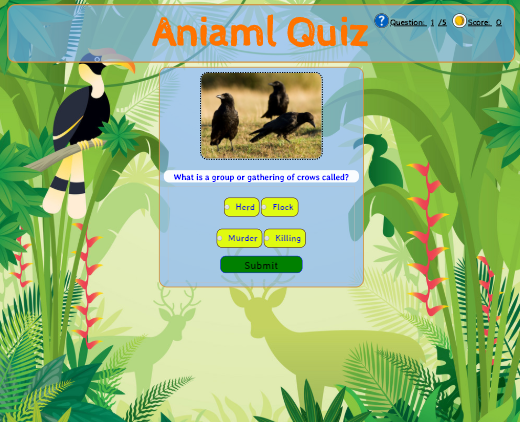 Aniaml Quiz
Question: 1 /5 Score: 0
What is a group or gathering of crows called?
Herd Flock
Murder Killing
Submit